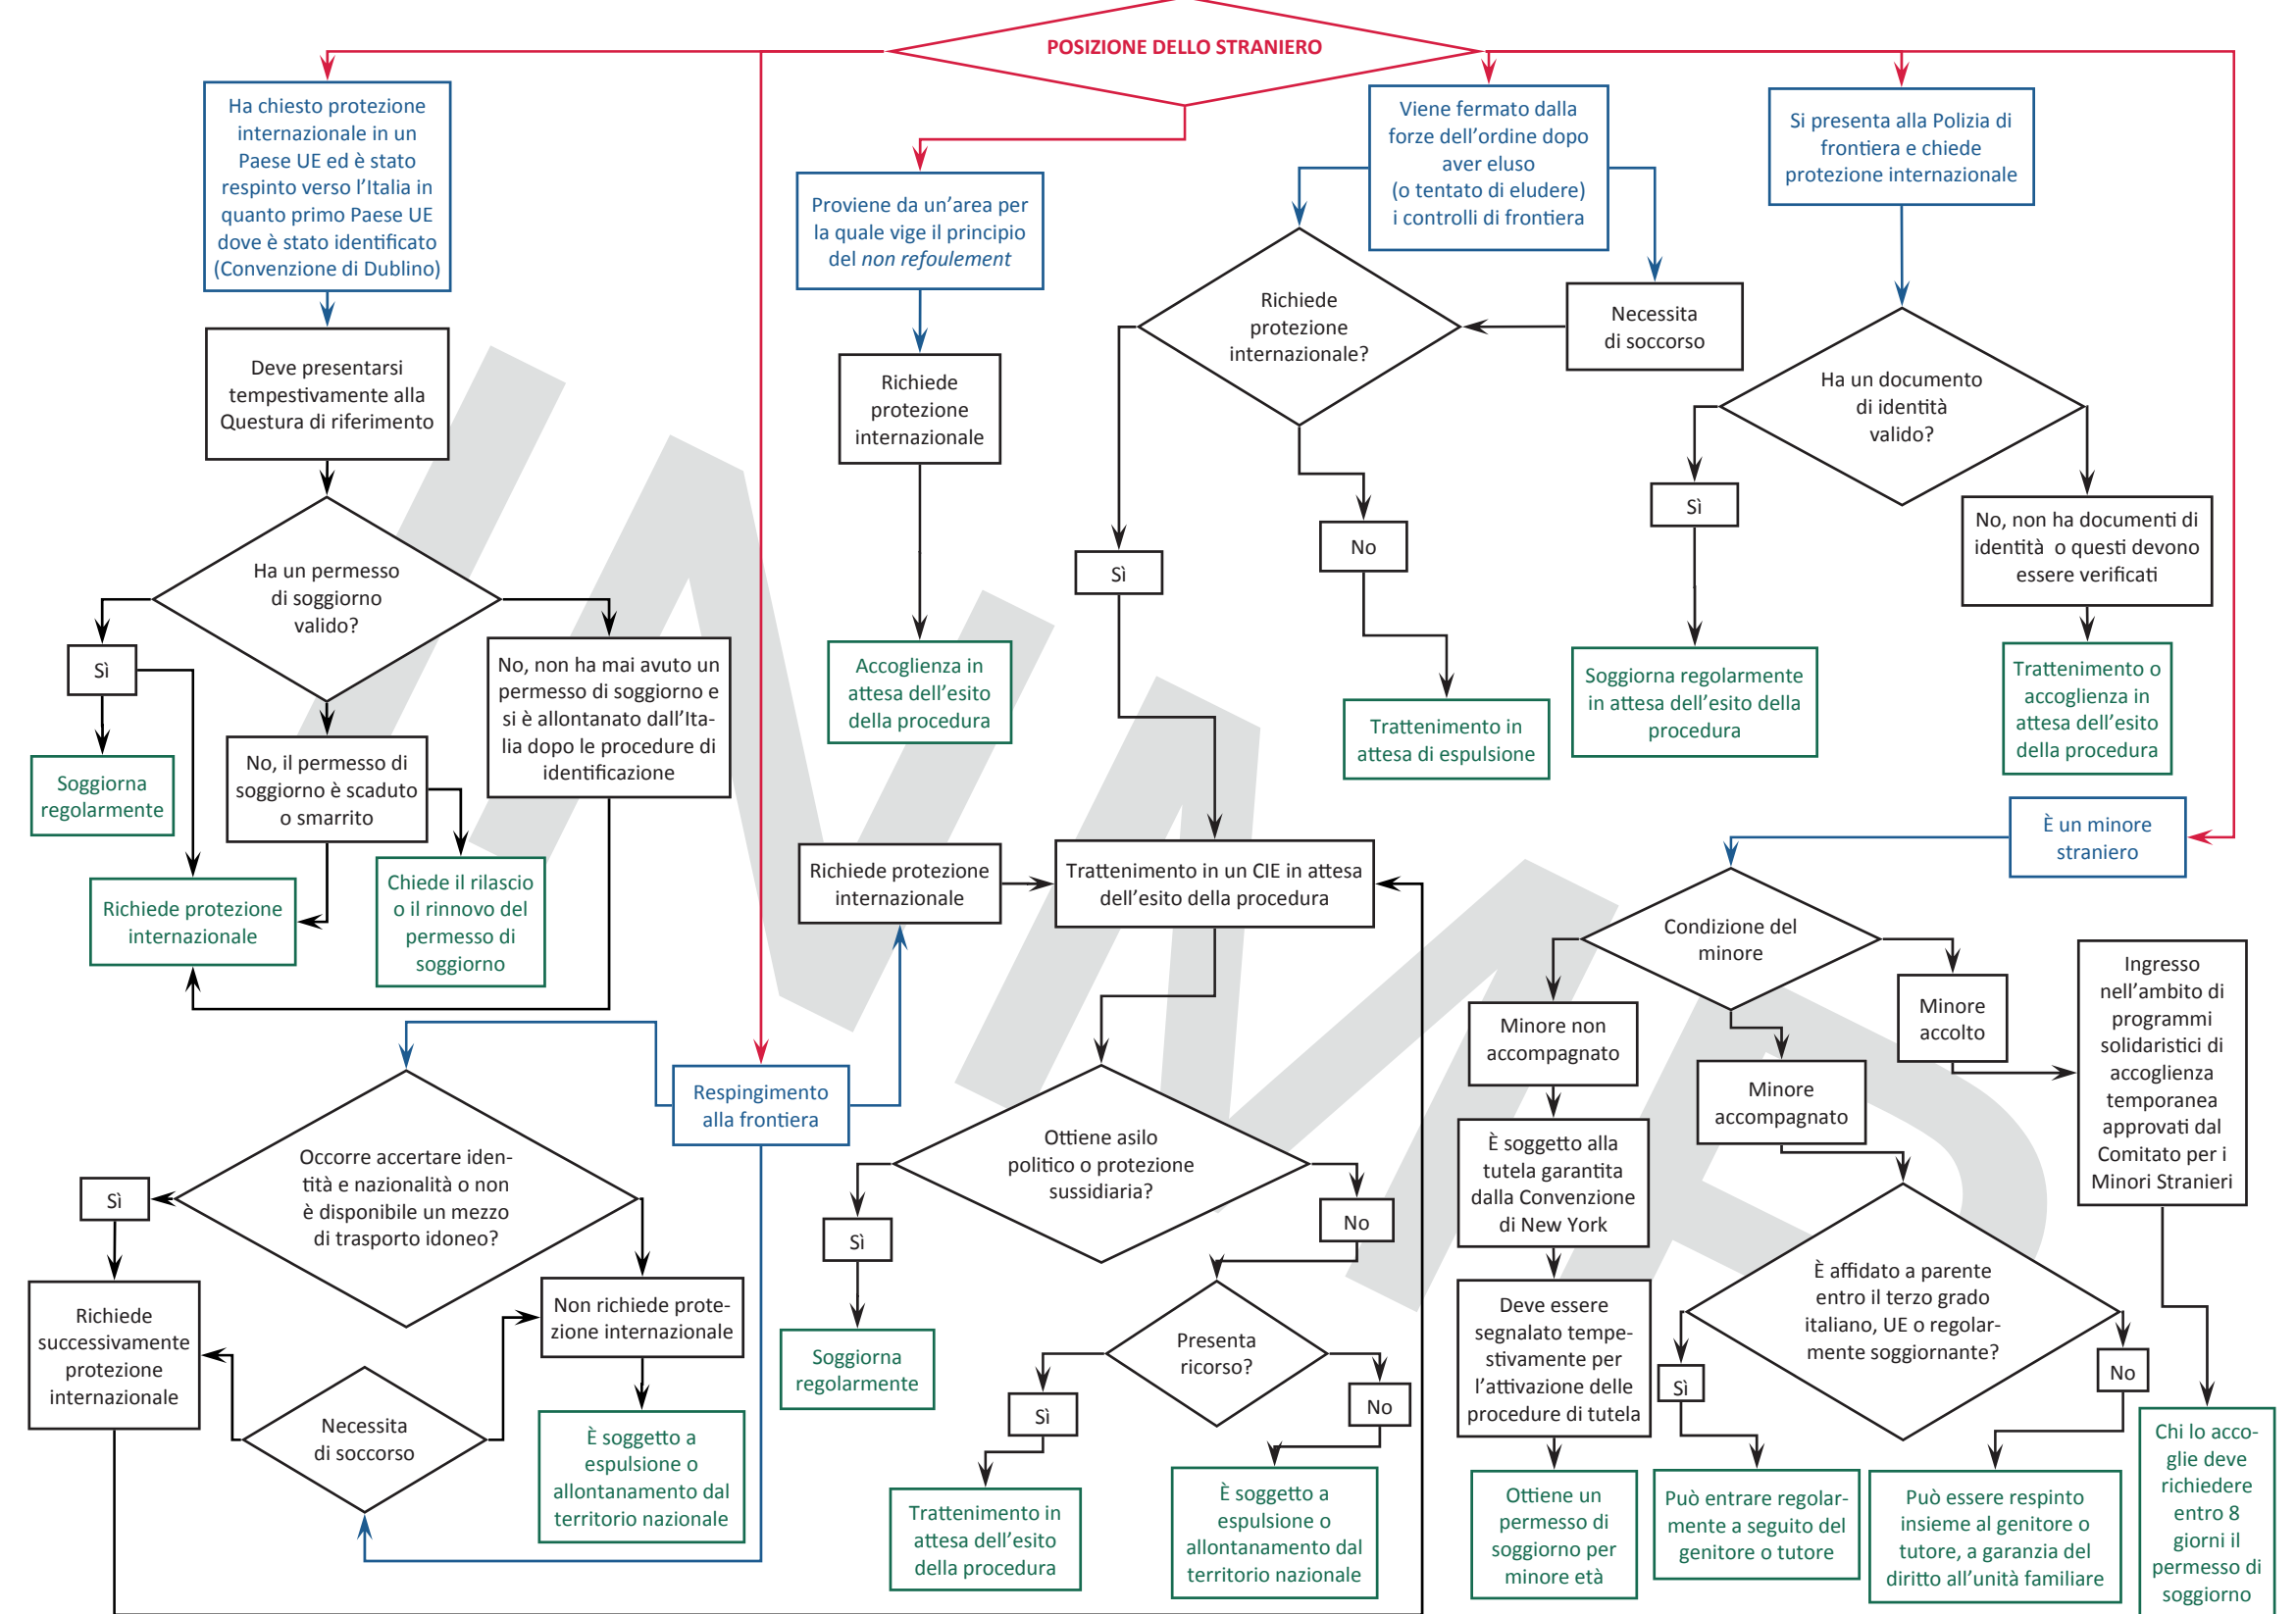 POSIZIONE DELLO STRANIERO
Ha chiesto protezione
internazionale in un
Paese UE ed è stato
respinto verso l'Italia in
quanto primo Paese UE
dove è stato identificato
(Convenzione di Dublino)
Deve presentarsi
tempestivamente alla
Questura di riferimento
Ha un permesso
di soggiorno
valido?
Sì
Soggiorna
regolarmente
No, il permesso di
soggiorno è scaduto
o smarrito
No, non ha mai avuto un
permesso di soggiorno e
si è allontanato dall'Ita-
lia dopo le procedure di
identificazione
Richiede protezione
internazionale
Chiede il rilascio
o il rinnovo del
permesso di
soggiorno
Proviene da un'area per
la quale vige il principio
del non refoulement
Richiede
protezione
internazionale
Accoglienza in
attesa dell'esito
della procedura
Viene fermato dalla
forze dell'ordine dopo
aver eluso
(o tentato di eludere)
i controlli di frontiera
Richiede
protezione
internazionale?
Necessita
di soccorso
Sì
No
Trattenimento in
attesa di espulsione
Si presenta alla Polizia di
frontiera e chiede
protezione internazionale
Ha un documento
di identità
valido?
Sì
No, non ha documenti di
identità o questi devono
essere verificati
Soggiorna regolarmente
in attesa dell'esito della
procedura
Trattenimento o
accoglienza in
attesa dell'esito
della procedura
Richiede protezione
internazionale
Trattenimento in un CIE in attesa
dell'esito della procedura
Respingimento
alla frontiera
Occorre accertare iden-
tità e nazionalità o non
è disponibile un mezzo
di trasporto idoneo?
Sì
Richiede
successivamente
protezione
internazionale
Necessita
di soccorso
Non richiede prote-
zione internazionale
È soggetto a
espulsione o
allontanamento dal
territorio nazionale
Ottiene asilo
politico o protezione
sussidiaria?
Sì
Soggiorna
regolarmente
No
Presenta
ricorso?
Sì
No
Trattenimento in
attesa dell'esito
della procedura
È soggetto a
espulsione o
allontanamento dal
territorio nazionale
È un minore
straniero
Condizione del
minore
Minore non
accompagnato
Minore
accompagnato
Minore
accolto
Ingresso
nell'ambito di
programmi
solidaristici di
accoglienza
temporanea
approvati dal
Comitato per i
Minori Stranieri
È soggetto alla
tutela garantita
dalla Convenzione
di New York
Deve essere
segnalato tempe-
stivamente per
l'attivazione delle
procedure di tutela
Ottiene un
permesso di
soggiorno per
minore età
È affidato a parente
entro il terzo grado
italiano, UE o regolar-
mente soggiornante?
Sì
No
Può entrare regolar-
mente a seguito del
genitore o tutore
Può essere respinto
insieme al genitore o
tutore, a garanzia del
diritto all'unità familiare
Chi lo acco-
glie deve
richiedere
entro 8
giorni il
permesso di
soggiorno